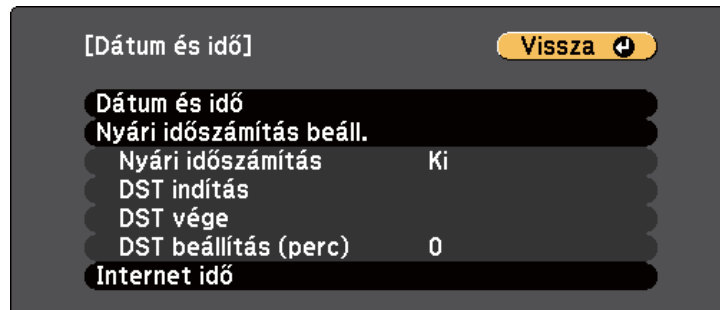 [Dátum és idő]
Vissza
Dátum és idő
Nyári időszámítás beáll.
Nyári időszámítás Ki
DST indítás
DST vége
DST beállítás (perc) 0
Internet idő